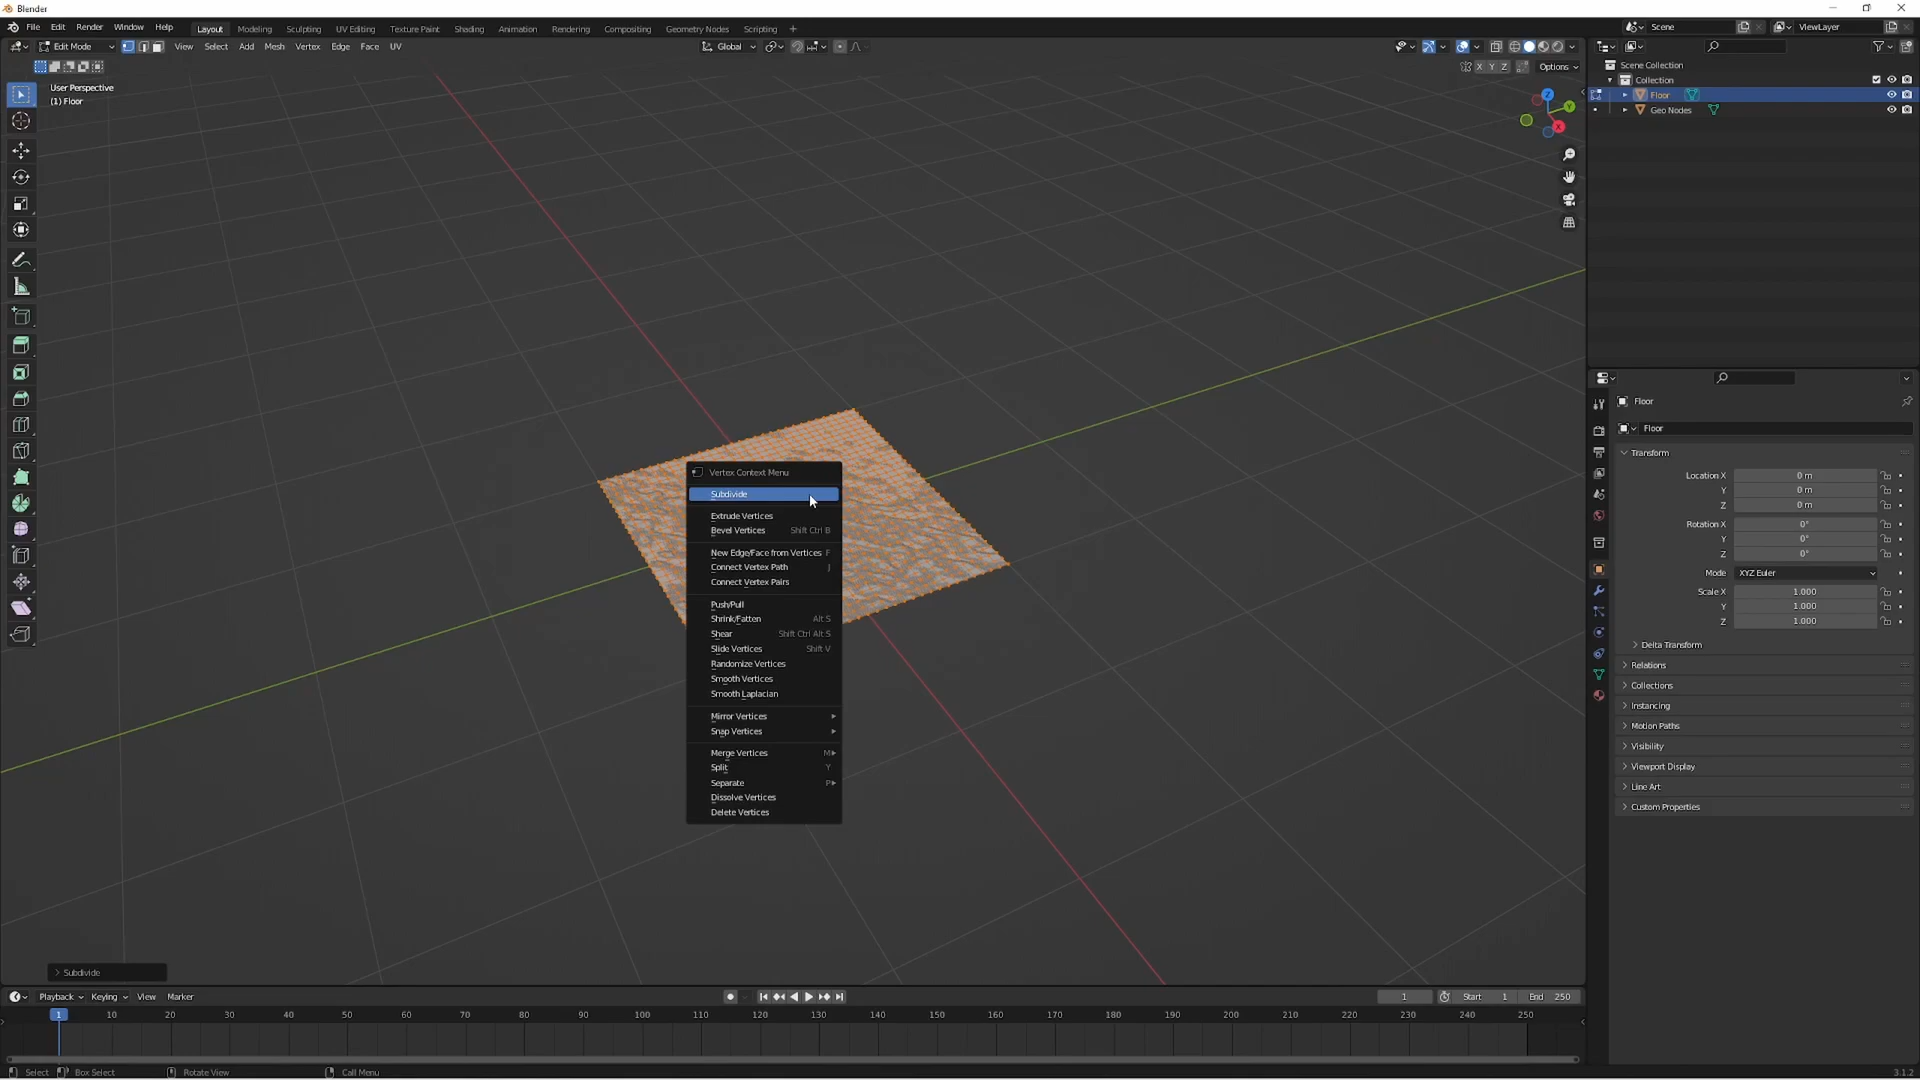 Blender
File Edit Render Window Help Layout Modeling Sculpting UV Editing Texture Paint Shading Animation Rendering Compositing Geometry Nodes Scripting +
Scene
ViewLayer
Edit Mode View Select Add Mesh Vertex Edge Face UV
Global
X Y Z Options
User Perspective
(1) Floor
Z
Y
X
Scene Collection
Collection
Floor
Geo Nodes
Vertex Context Menu
Subdivide
Extrude Vertices
Bevel Vertices Shift Ctrl B
New Edge/Face from Vertices F
Connect Vertex Path J
Connect Vertex Pairs
Push/Pull
Shrink/Fatten Alt S
Shear Shift Ctrl Alt S
Slide Vertices Shift V
Randomize Vertices
Smooth Vertices
Smooth Laplacian
Mirror Vertices
Snap Vertices
Merge Vertices M
Split Y
Separate P
Dissolve Vertices
Delete Vertices
Floor
Floor
Transform
Location X 0 m
Y 0 m
Z 0 m
Rotation X 0°
Y 0°
Z 0°
Mode XYZ Euler
Scale X 1.000
Y 1.000
Z 1.000
Delta Transform
Relations
Collections
Instancing
Motion Paths
Visibility
Viewport Display
Line Art
Custom Properties
Subdivide
Playback Keying View Marker
1 Start 1 End 250
1 10 20 30 40 50 60 70 80 90 100 110 120 130 140 150 160 170 180 190 200 210 220 230 240 250
Select Box Select Rotate View Call Menu
3.1.2